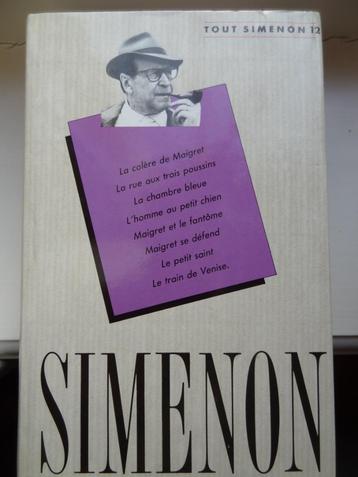 TOUT SIMENON 12
La colère de Maigret
La rue aux trois poussins
La chambre bleue
L'homme au petit chien
Maigret et le fantôme
Maigret se défend
Le petit saint
Le train de Venise.
SIMENON